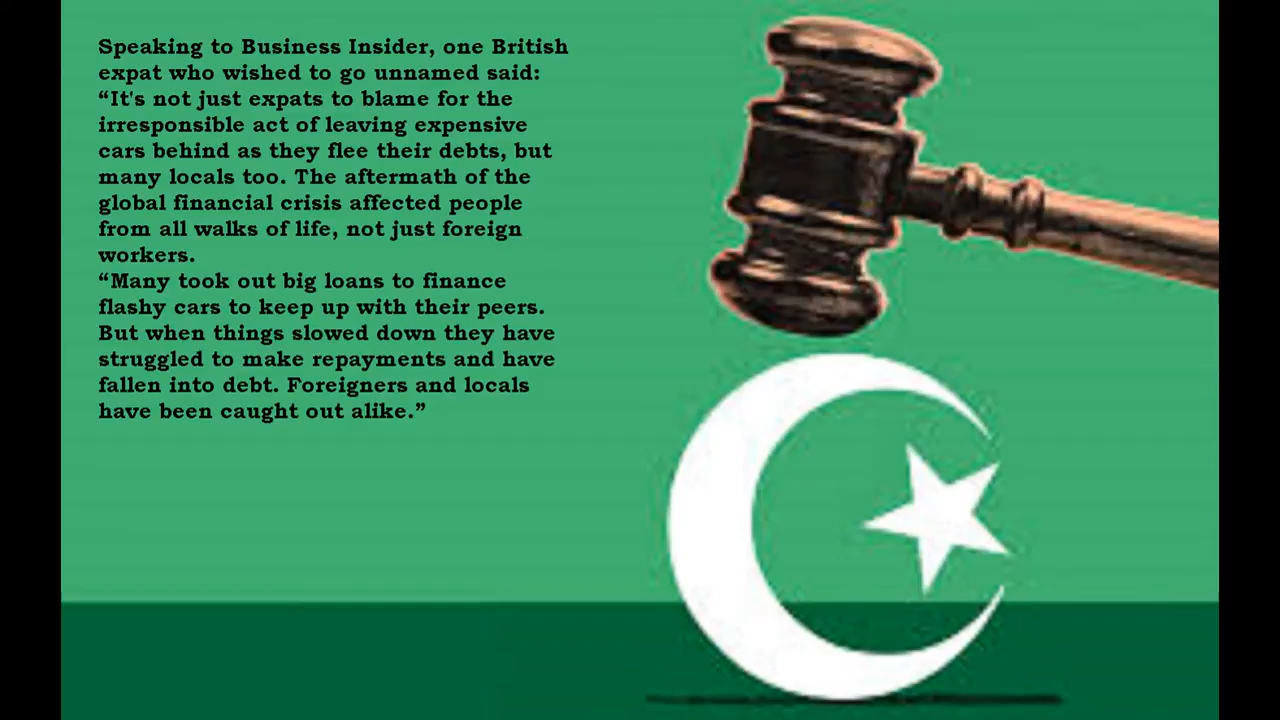 Speaking to Business Insider, one British
expat who wished to go unnamed said:
“It's not just expats to blame for the
irresponsible act of leaving expensive
cars behind as they flee their debts, but
many locals too. The aftermath of the
global financial crisis affected people
from all walks of life, not just foreign
workers.
“Many took out big loans to finance
flashy cars to keep up with their peers.
But when things slowed down they have
struggled to make repayments and have
fallen into debt. Foreigners and locals
have been caught out alike.”